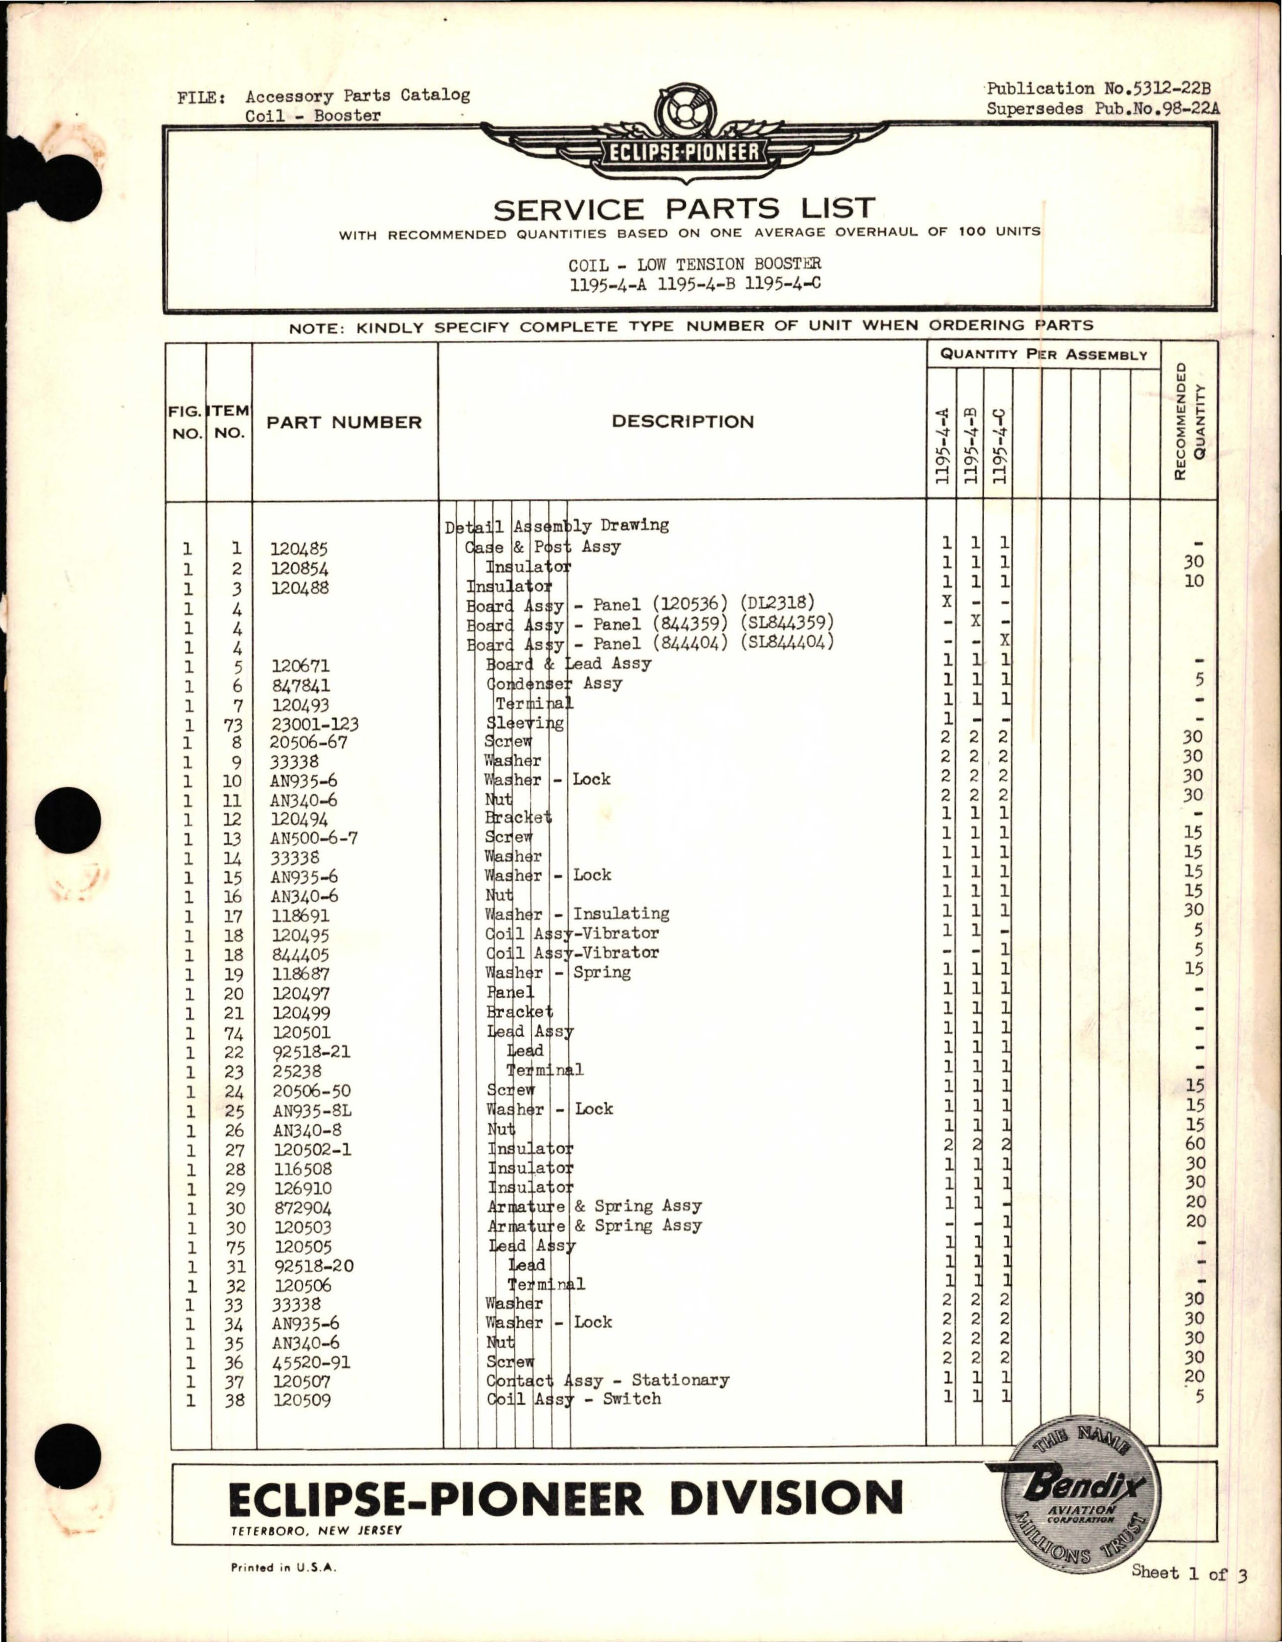 FILE: Accessory Parts Catalog
Coil - Booster
Publication No.5312-22B
Supersedes Pub.No.98-22A
ECLIPSE-PIONEER
SERVICE PARTS LIST
WITH RECOMMENDED QUANTITIES BASED ON ONE AVERAGE OVERHAUL OF 100 UNITS
COIL - LOW TENSION BOOSTER
1195-4-A 1195-4-B 1195-4-C
NOTE: KINDLY SPECIFY COMPLETE TYPE NUMBER OF UNIT WHEN ORDERING PARTS
FIG. NO. ITEM NO. PART NUMBER DESCRIPTION QUANTITY PER ASSEMBLY RECOMMENDED QUANTITY
1195-4-A 1195-4-B 1195-4-C
Detail Assembly Drawing
1 1 120485 Case & Post Assy 1 1 1 -
1 2 120854 Insulator 1 1 1 30
1 3 120488 Insulator 1 1 1 10
1 4 Board Assy - Panel (120536) (DL2318) X - -
1 4 Board Assy - Panel (844359) (SL844359) - X -
1 4 Board Assy - Panel (844404) (SL844404) - - X
1 5 120671 Board & Lead Assy 1 1 1 -
1 6 847841 Condenser Assy 1 1 1 5
1 7 120493 Terminal 1 1 1 -
1 73 23001-123 Sleeving 1 - - -
1 8 20506-67 Screw 2 2 2 30
1 9 33338 Washer 2 2 2 30
1 10 AN935-6 Washer - Lock 2 2 2 30
1 11 AN340-6 Nut 2 2 2 30
1 12 120494 Bracket 1 1 1 -
1 13 AN500-6-7 Screw 1 1 1 15
1 14 33338 Washer 1 1 1 15
1 15 AN935-6 Washer - Lock 1 1 1 15
1 16 AN340-6 Nut 1 1 1 15
1 17 118691 Washer - Insulating 1 1 1 30
1 18 120495 Coil Assy-Vibrator 1 1 - 5
1 18 844405 Coil Assy-Vibrator - - 1 5
1 19 118687 Washer - Spring 1 1 1 15
1 20 120497 Panel 1 1 1 -
1 21 120499 Bracket 1 1 1 -
1 74 120501 Lead Assy 1 1 1 -
1 22 92518-21 Lead 1 1 1 -
1 23 25238 Terminal 1 1 1 -
1 24 20506-50 Screw 1 1 1 15
1 25 AN935-8L Washer - Lock 1 1 1 15
1 26 AN340-8 Nut 1 1 1 15
1 27 120502-1 Insulator 2 2 2 60
1 28 116508 Insulator 1 1 1 30
1 29 126910 Insulator 1 1 1 30
1 30 872904 Armature & Spring Assy 1 1 - 20
1 30 120503 Armature & Spring Assy - - 1 20
1 75 120505 Lead Assy 1 1 1 -
1 31 92518-20 Lead 1 1 1 -
1 32 120506 Terminal 1 1 1 -
1 33 33338 Washer 2 2 2 30
1 34 AN935-6 Washer - Lock 2 2 2 30
1 35 AN340-6 Nut 2 2 2 30
1 36 45520-91 Screw 2 2 2 30
1 37 120507 Contact Assy - Stationary 1 1 1 20
1 38 120509 Coil Assy - Switch 1 1 1 5
ECLIPSE-PIONEER DIVISION
TETERBORO, NEW JERSEY
THE NAME
Bendix
AVIATION
CORPORATION
MILLIONS TRUST
Printed in U.S.A.
Sheet 1 of 3